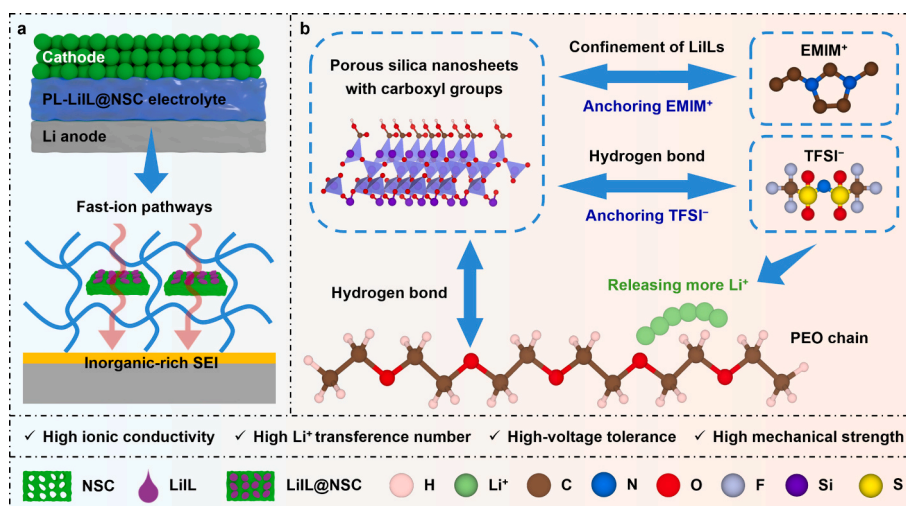 a
Cathode
PL-LiIL@NSC electrolyte
Li anode
Fast-ion pathways
Inorganic-rich SEI
b
Porous silica nanosheets
with carboxyl groups
Confinement of LiILs
Anchoring EMIM⁺
EMIM⁺
Hydrogen bond
Anchoring TFSI⁻
TFSI⁻
Hydrogen bond
Releasing more Li⁺
PEO chain
✓ High ionic conductivity ✓ High Li⁺ transference number ✓ High-voltage tolerance ✓ High mechanical strength
NSC LiIL LiIL@NSC H Li⁺ C N O F Si S